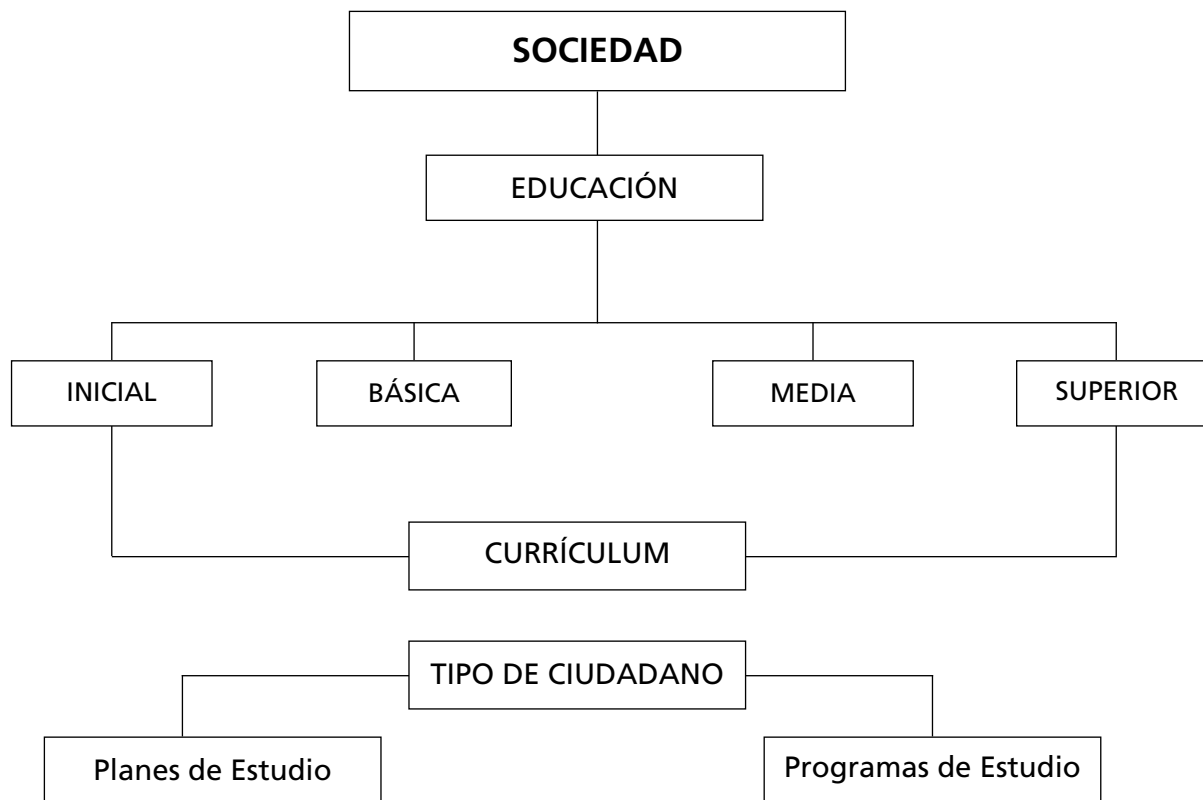 SOCIEDAD
EDUCACIÓN
INICIAL
BÁSICA
MEDIA
SUPERIOR
CURRÍCULUM
TIPO DE CIUDADANO
Planes de Estudio
Programas de Estudio